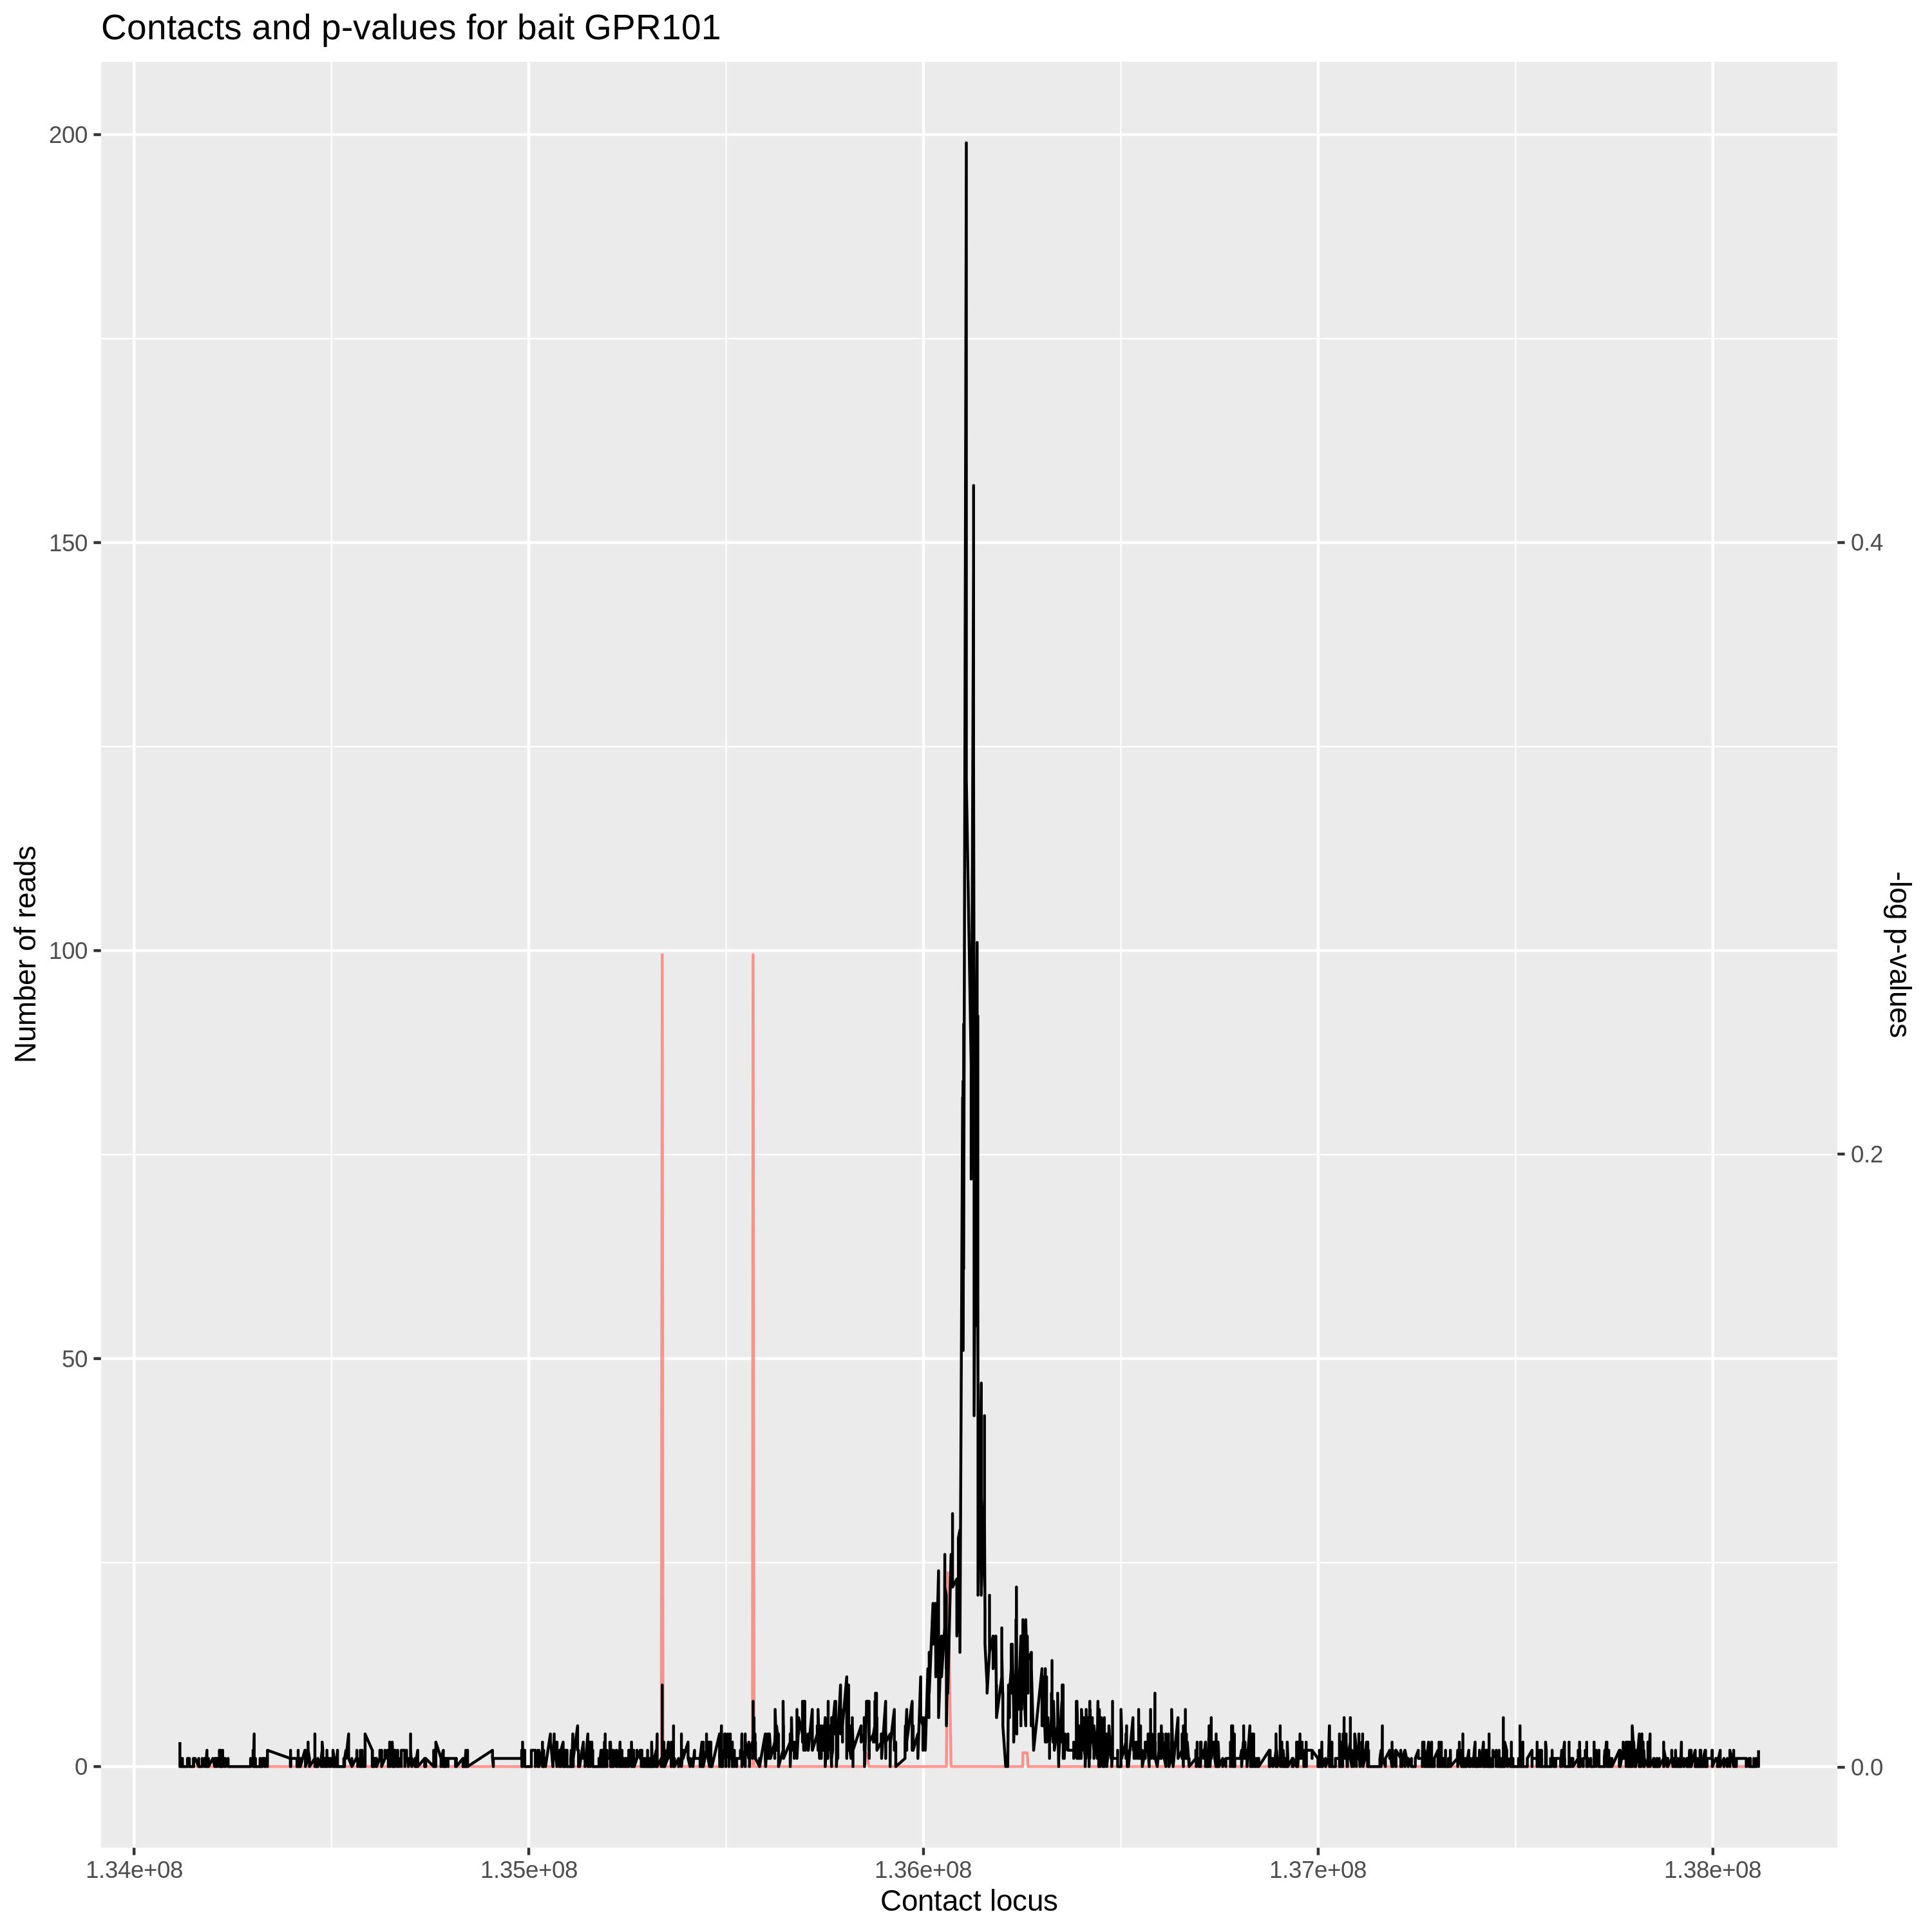 Contacts and p-values for bait GPR101
200
150
100
50
0
Number of reads
0.4
0.2
0.0
-log p-values
1.34e+08
1.35e+08
1.36e+08
1.37e+08
1.38e+08
Contact locus